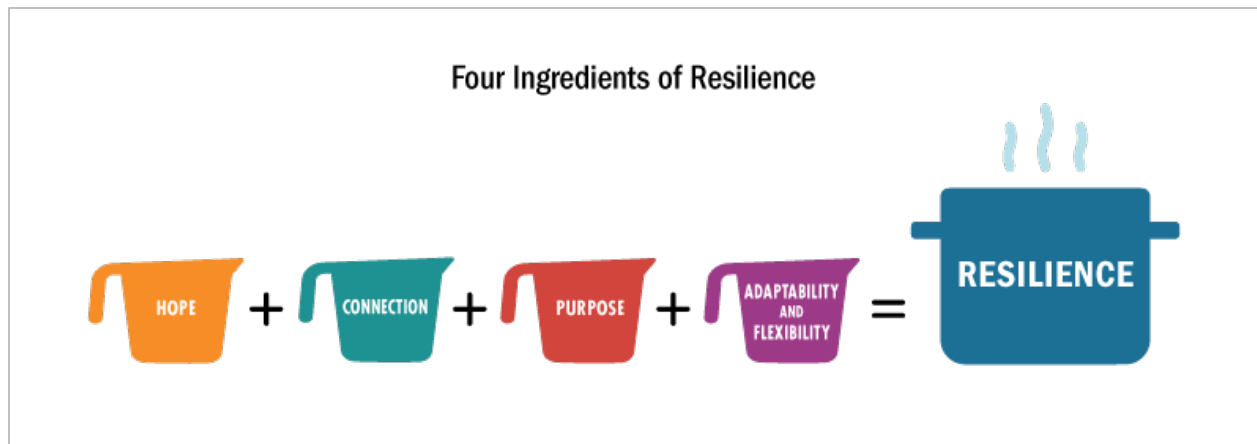 Four Ingredients of Resilience
HOPE
+
CONNECTION
+
PURPOSE
+
ADAPTABILITY
AND
FLEXIBILITY
=
RESILIENCE